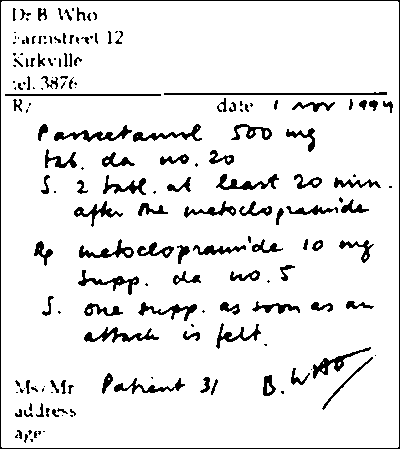 Dr B. Who
Farmstreet 12
Kirkville
tel. 3876
R/ date 1 nov 1994
Paracetamol 500 mg
tab. da no. 20
S. 2 tabl. at least 20 min.
after the metoclopramide
Rp metoclopramide 10 mg
supp. da no. 5
S. one supp. as soon as an
attack is felt.
Ms/Mr Patient 31 B. WHO
address
age: